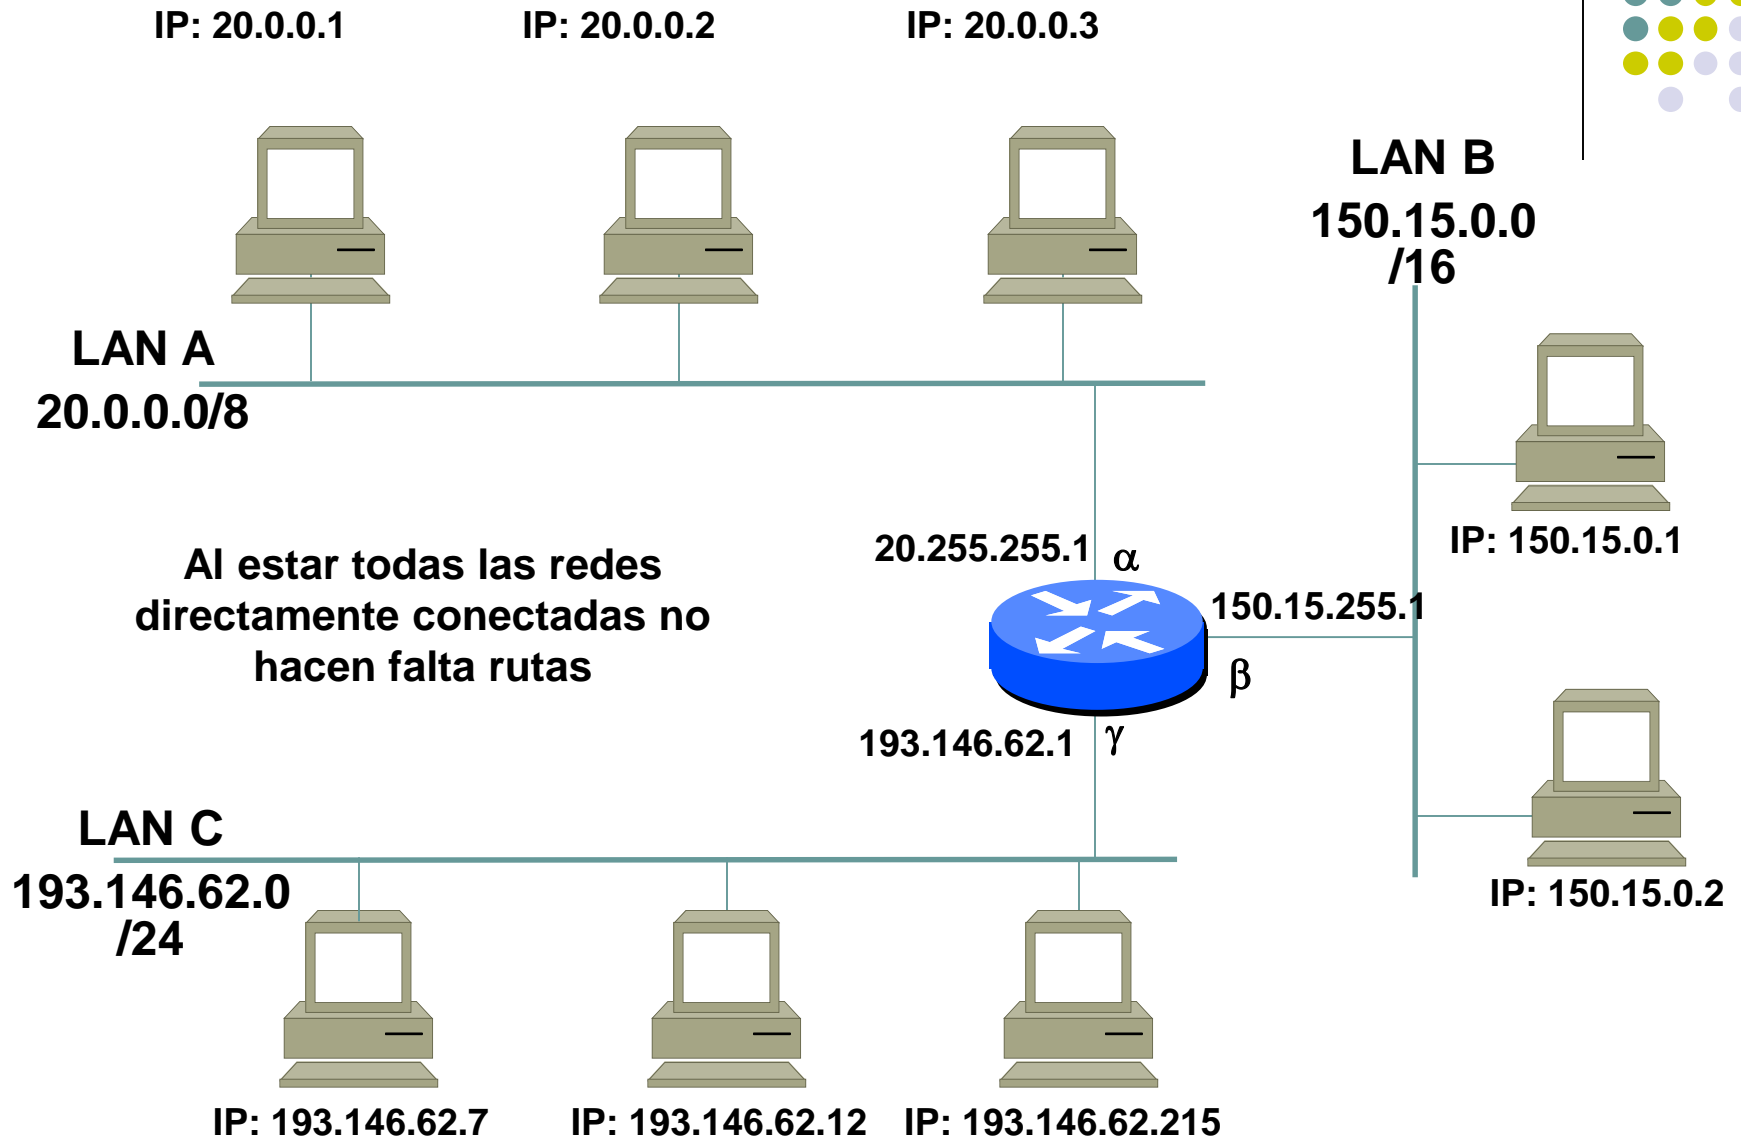 IP: 20.0.0.1
IP: 20.0.0.2
IP: 20.0.0.3
LAN B
150.15.0.0
/16
LAN A
20.0.0.0/8
IP: 150.15.0.1
20.255.255.1
α
Al estar todas las redes
directamente conectadas no
hacen falta rutas
150.15.255.1
β
193.146.62.1
γ
LAN C
193.146.62.0
/24
IP: 150.15.0.2
IP: 193.146.62.7
IP: 193.146.62.12
IP: 193.146.62.215